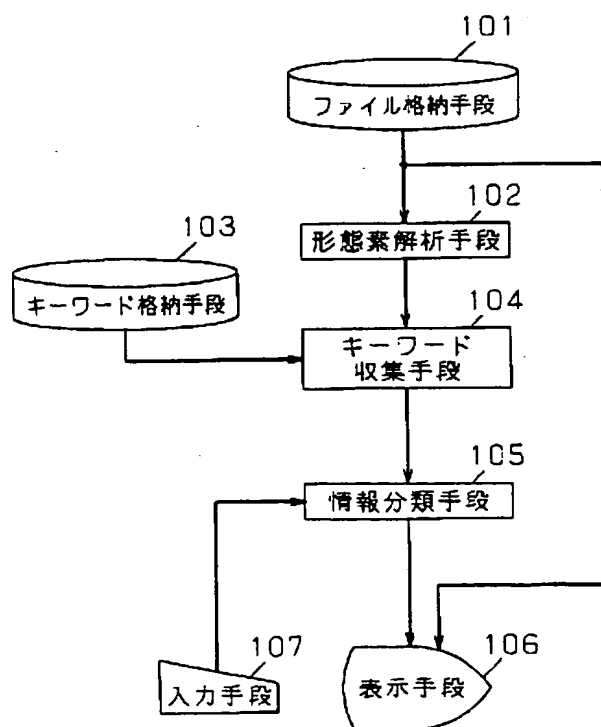 101
ファイル格納手段
102
形態素解析手段
103
キーワード格納手段
104
キーワード
収集手段
105
情報分類手段
107
入力手段
106
表示手段